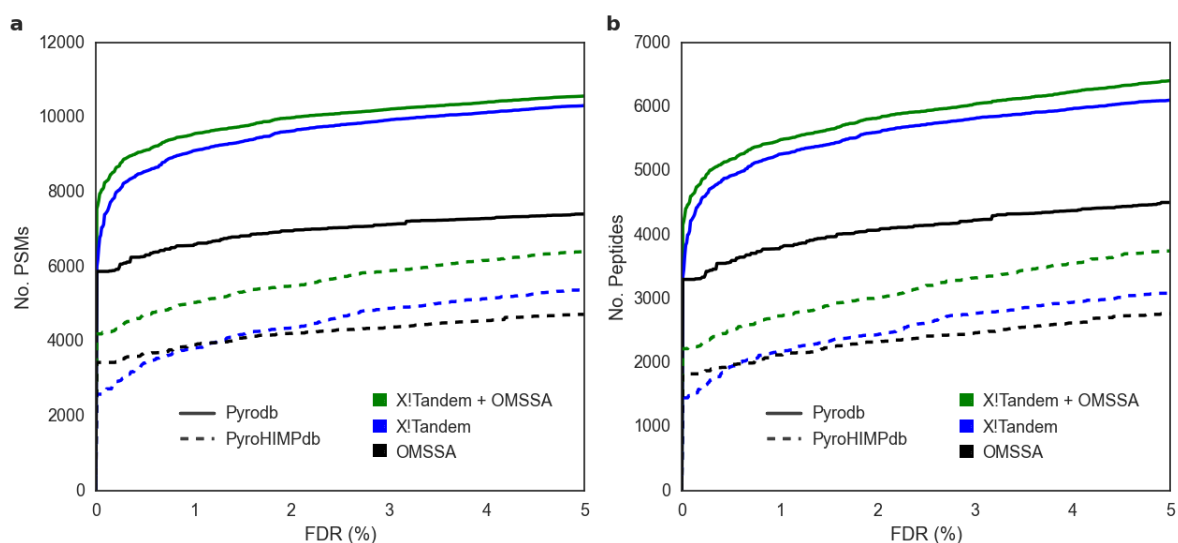 a
12000
10000
8000
6000
4000
2000
0
No. PSMs
0 1 2 3 4 5
FDR (%)
Pyrodb
PyroHIMPdb
X!Tandem + OMSSA
X!Tandem
OMSSA
b
7000
6000
5000
4000
3000
2000
1000
0
No. Peptides
0 1 2 3 4 5
FDR (%)
Pyrodb
PyroHIMPdb
X!Tandem + OMSSA
X!Tandem
OMSSA